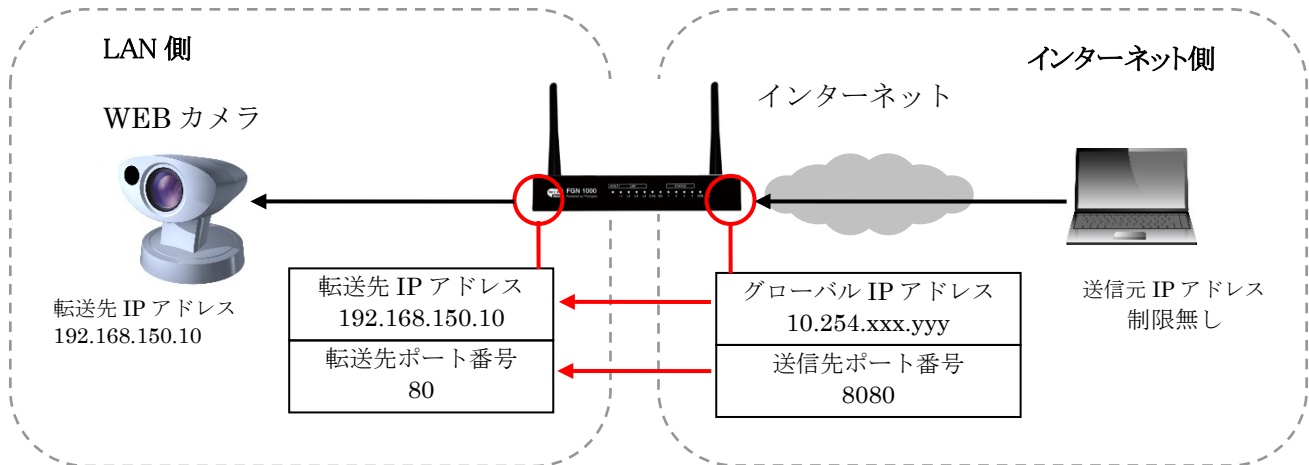 LAN 側
インターネット側
WEB カメラ
インターネット
FGN 1000
転送先 IP アドレス
192.168.150.10
転送先 IP アドレス
192.168.150.10
転送先ポート番号
80
グローバル IP アドレス
10.254.xxx.yyy
送信先ポート番号
8080
送信元 IP アドレス
制限無し